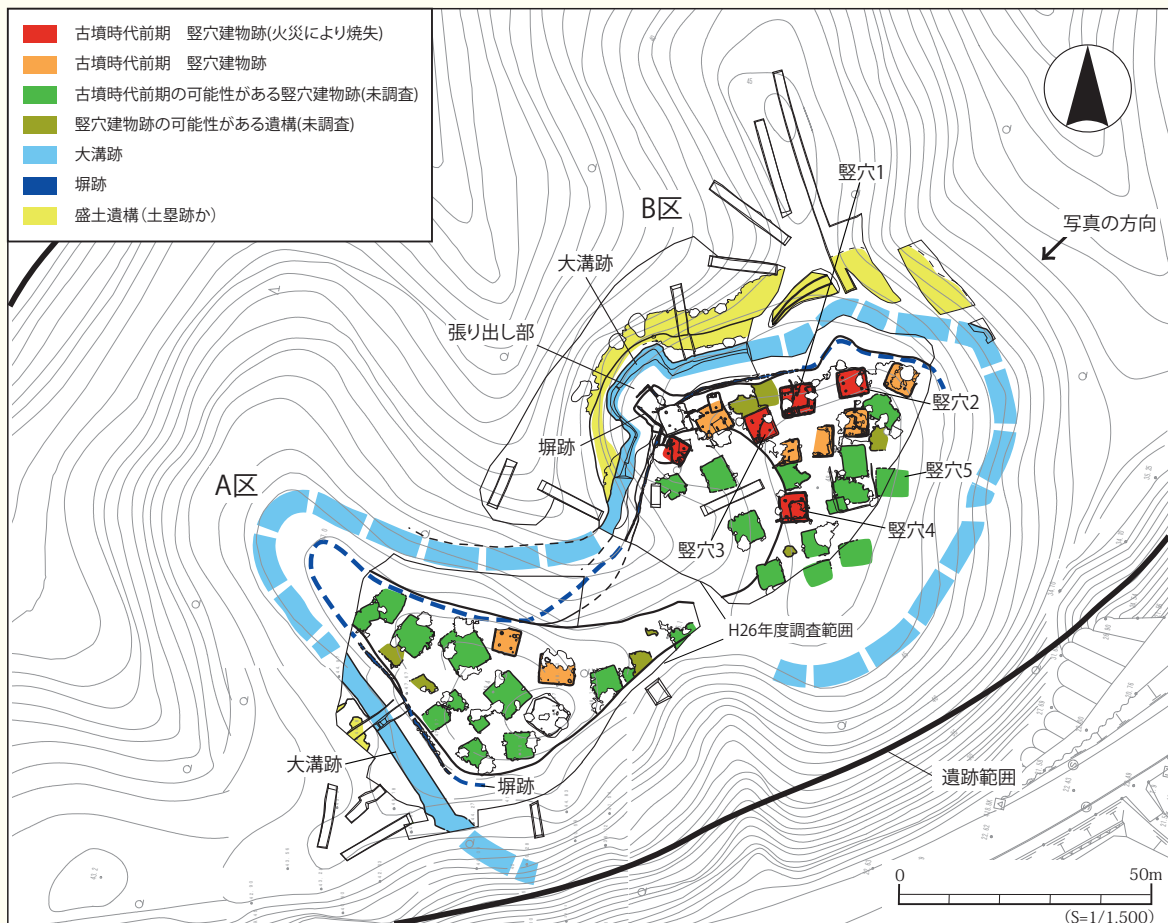 古墳時代前期　竪穴建物跡(火災により焼失)
古墳時代前期　竪穴建物跡
古墳時代前期の可能性がある竪穴建物跡(未調査)
竪穴建物跡の可能性がある遺構(未調査)
大溝跡
塀跡
盛土遺構（土塁跡か）
竪穴1
B区
写真の方向
大溝跡
張り出し部
竪穴2
塀跡
A区
竪穴5
竪穴4
竪穴3
H26年度調査範囲
大溝跡
塀跡
遺跡範囲
0
50m
(S=1/1,500)